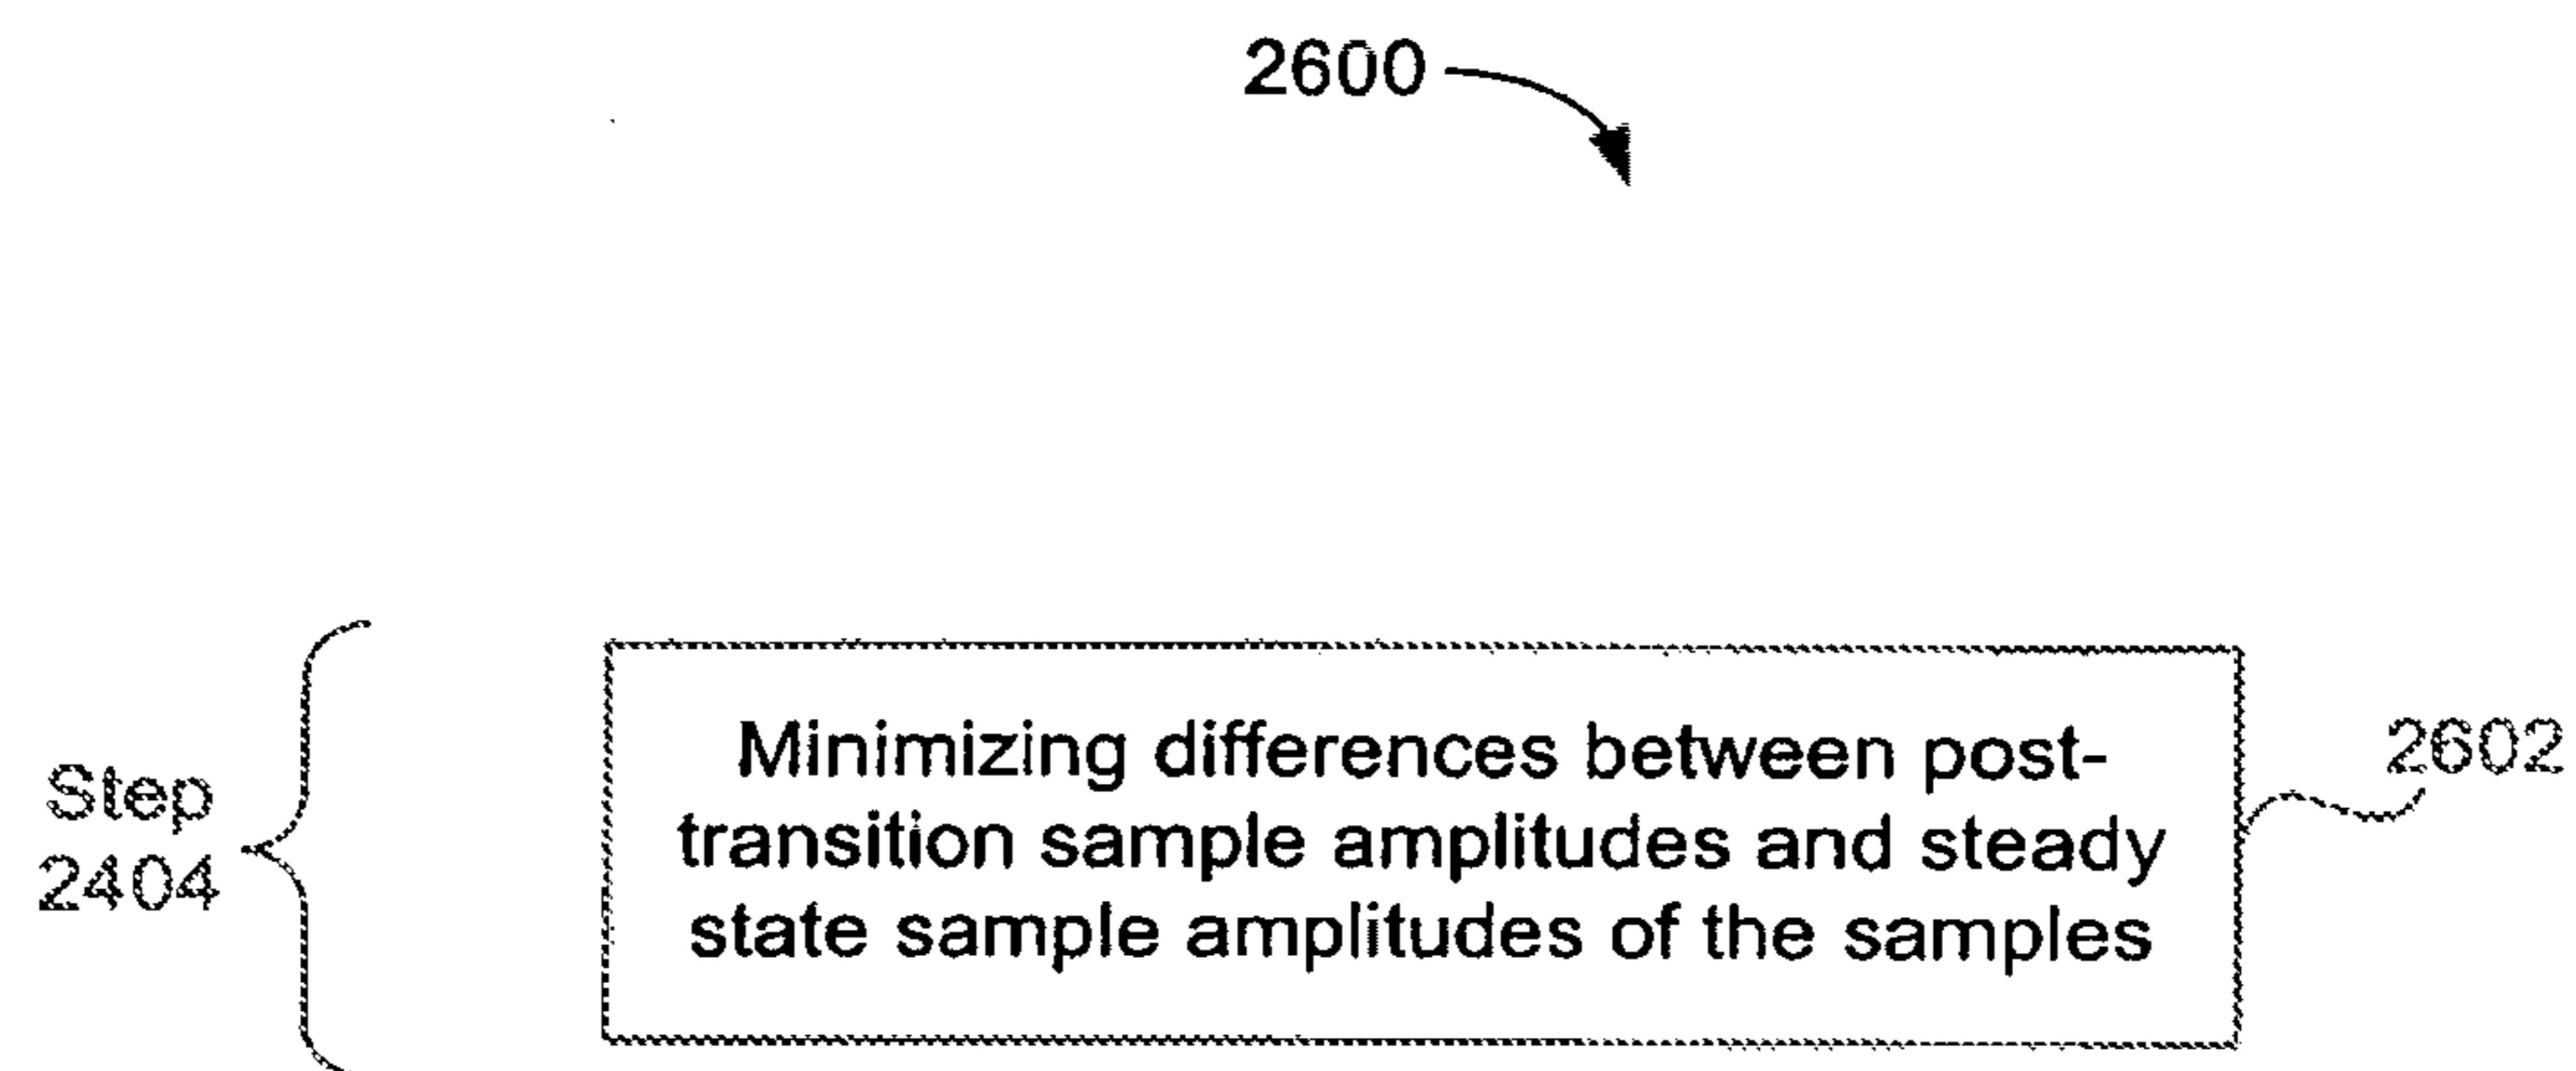 2600
Step
2404
Minimizing differences between post-
transition sample amplitudes and steady
state sample amplitudes of the samples
2602